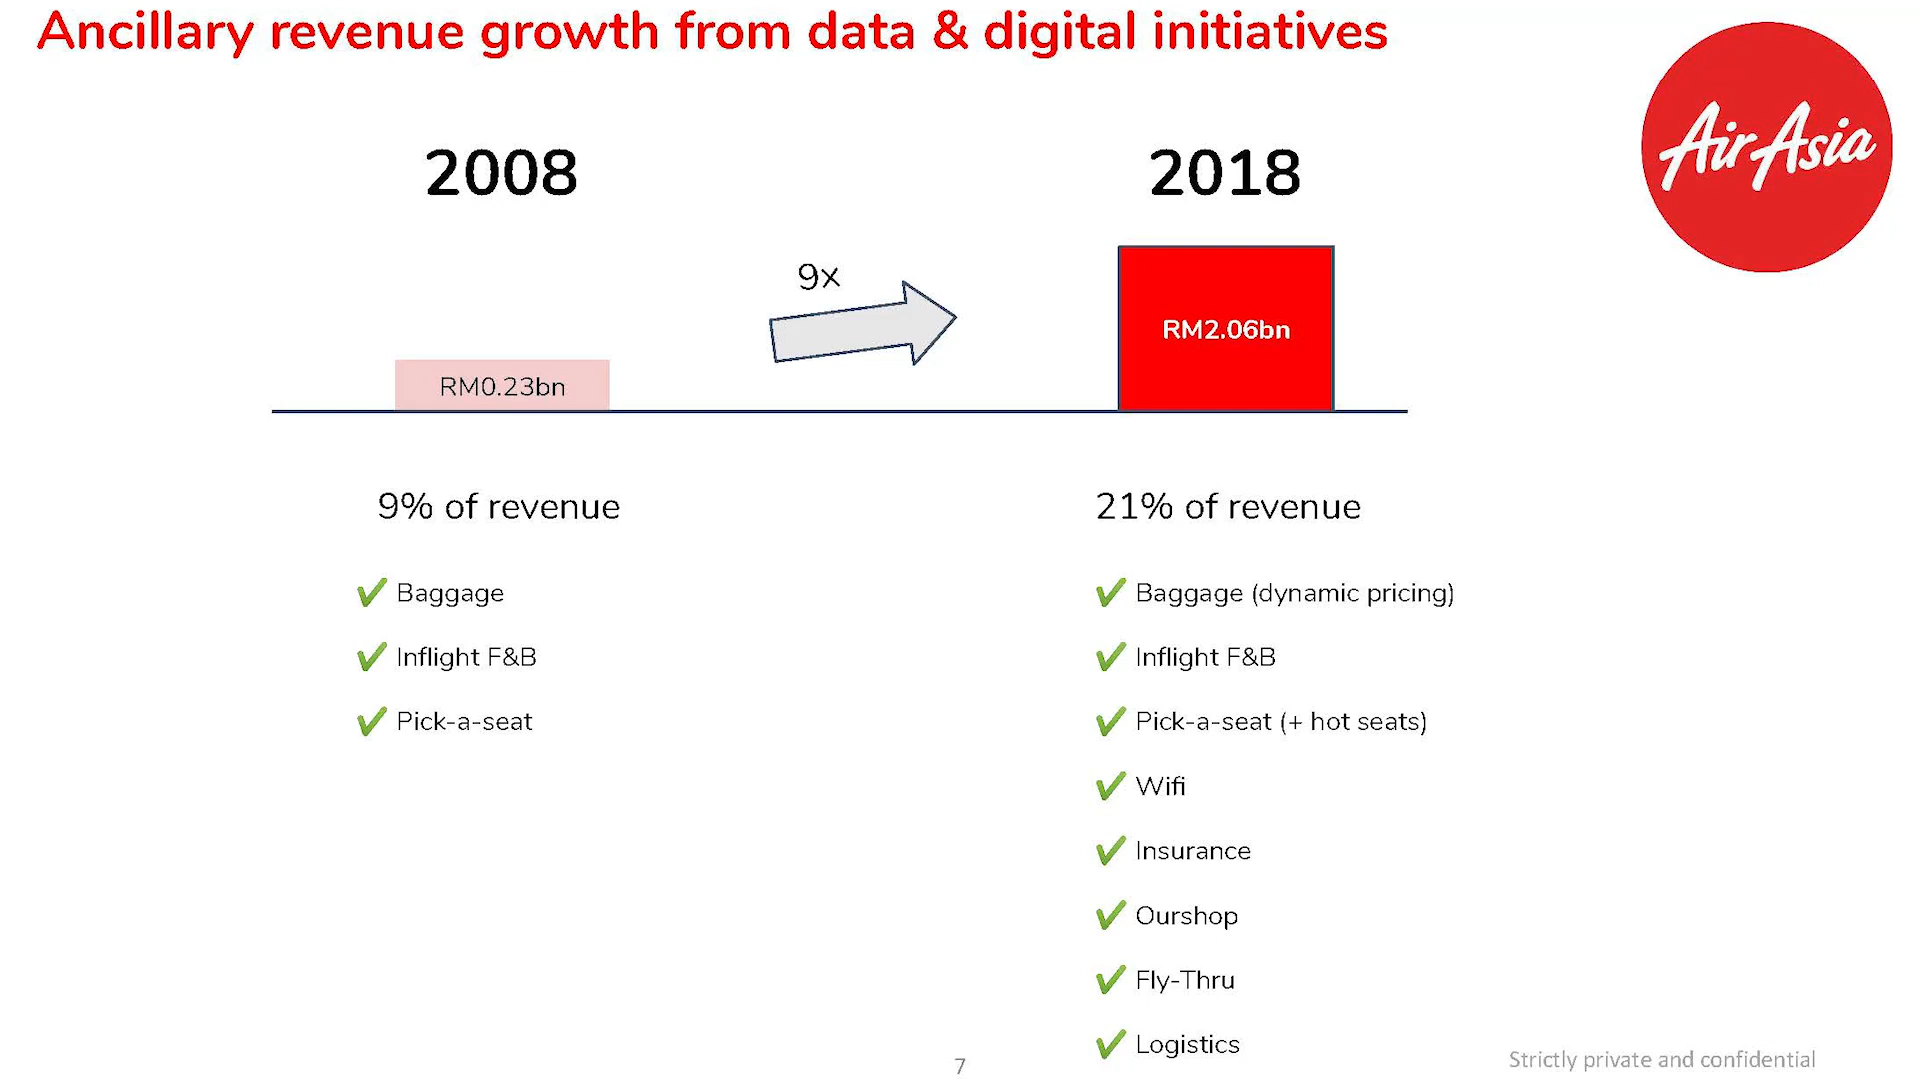 Ancillary revenue growth from data & digital initiatives
AirAsia
2008
2018
9x
RM0.23bn
RM2.06bn
9% of revenue
21% of revenue
Baggage
Inflight F&B
Pick-a-seat
Baggage (dynamic pricing)
Inflight F&B
Pick-a-seat (+ hot seats)
Wifi
Insurance
Ourshop
Fly-Thru
Logistics
7
Strictly private and confidential